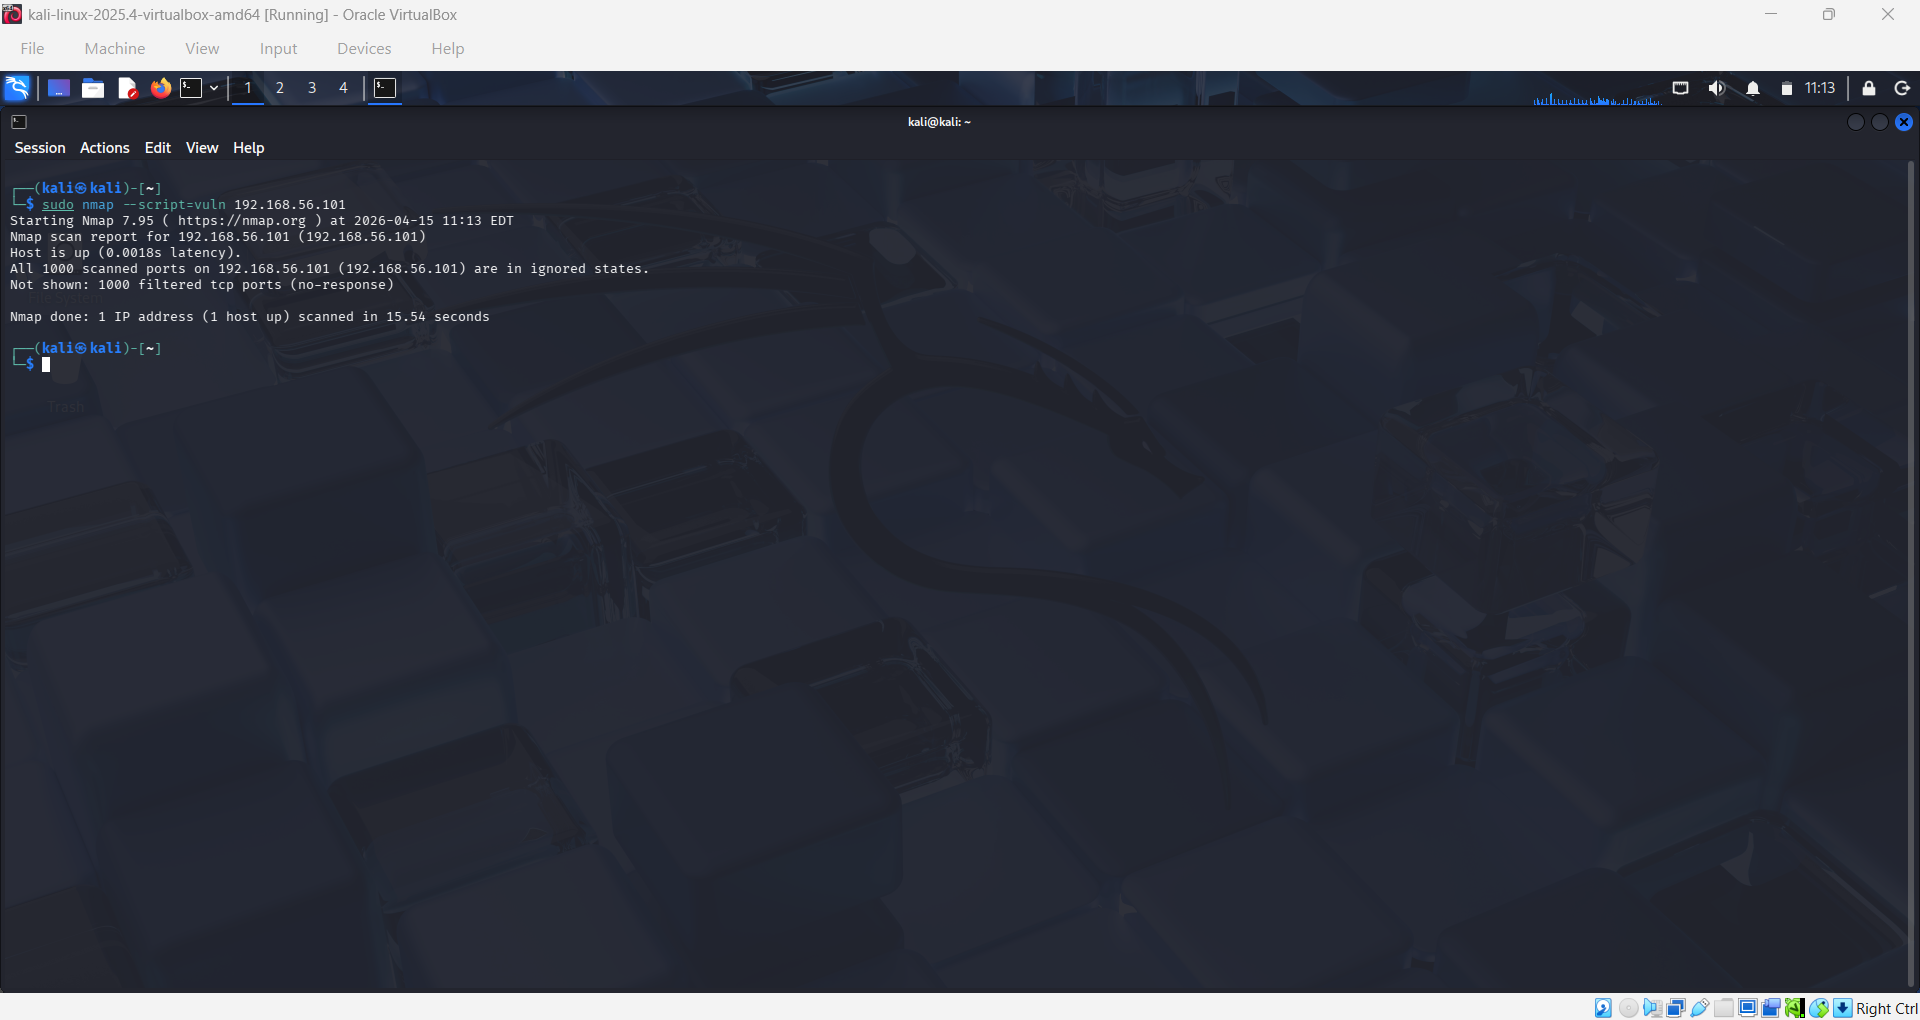 kali-linux-2025.4-virtualbox-amd64 [Running] - Oracle VirtualBox
File Machine View Input Devices Help
1 2 3 4 11:13
kali@kali: ~
Session Actions Edit View Help
┌──(kali㉿kali)-[~]
└─$ sudo nmap --script=vuln 192.168.56.101
Starting Nmap 7.95 ( https://nmap.org ) at 2026-04-15 11:13 EDT
Nmap scan report for 192.168.56.101 (192.168.56.101)
Host is up (0.0018s latency).
All 1000 scanned ports on 192.168.56.101 (192.168.56.101) are in ignored states.
Not shown: 1000 filtered tcp ports (no-response)
File System
Nmap done: 1 IP address (1 host up) scanned in 15.54 seconds
┌──(kali㉿kali)-[~]
└─$
Trash
Right Ctrl